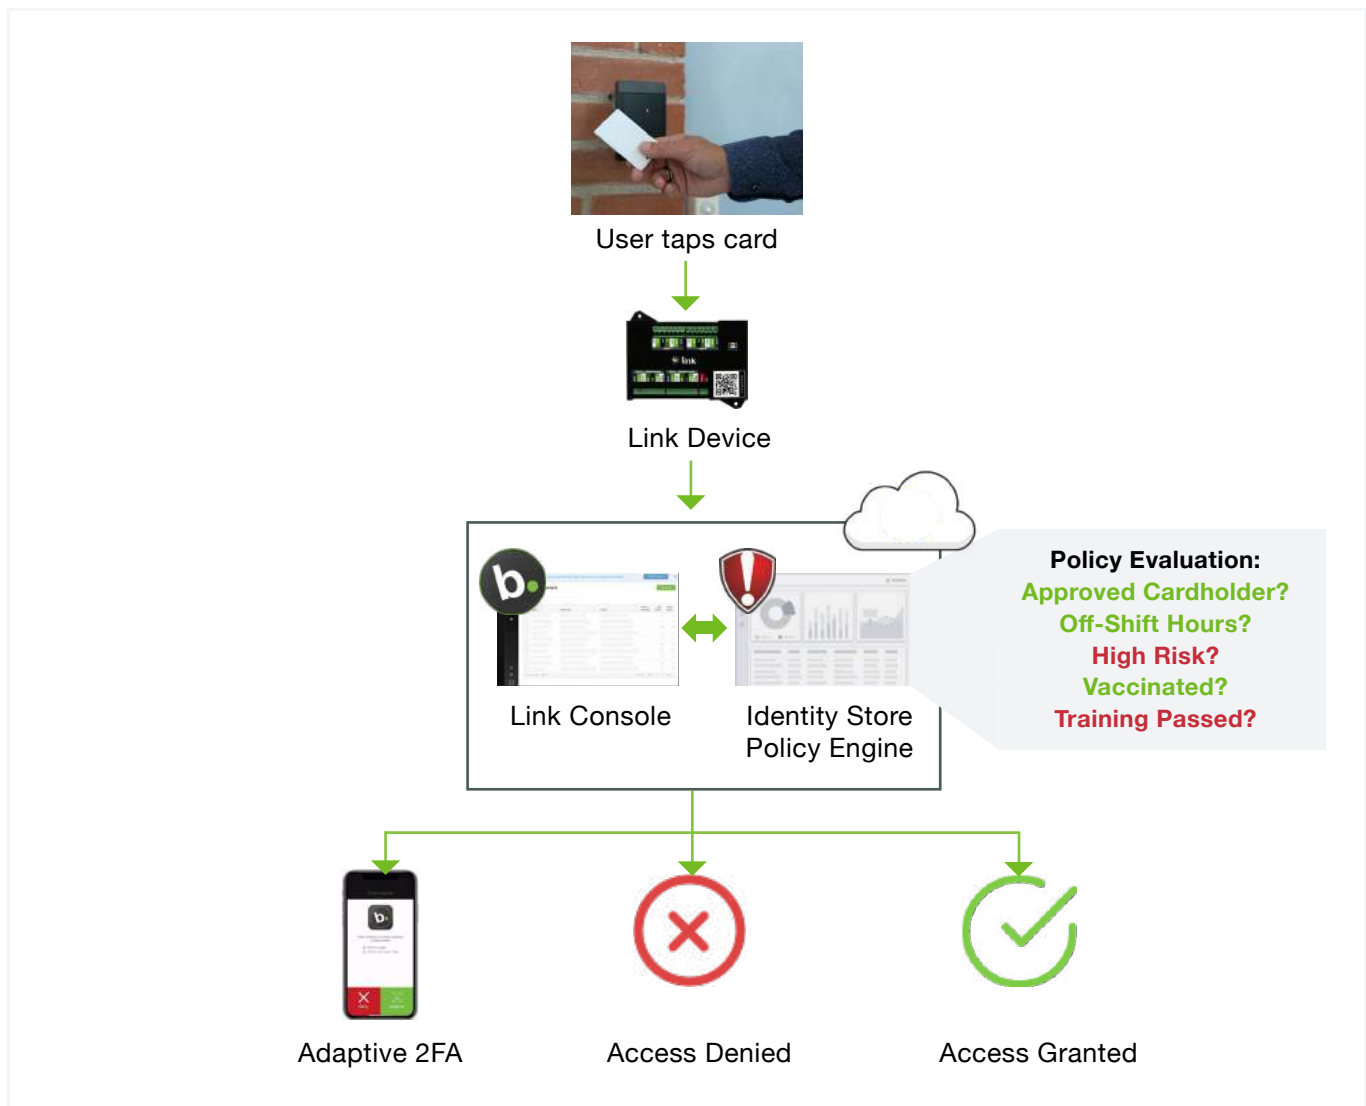 User taps card
link
Link Device
b.
Policy Evaluation:
Approved Cardholder?
Off-Shift Hours?
High Risk?
Vaccinated?
Training Passed?
Link Console
Identity Store
Policy Engine
b.
Adaptive 2FA
Access Denied
Access Granted